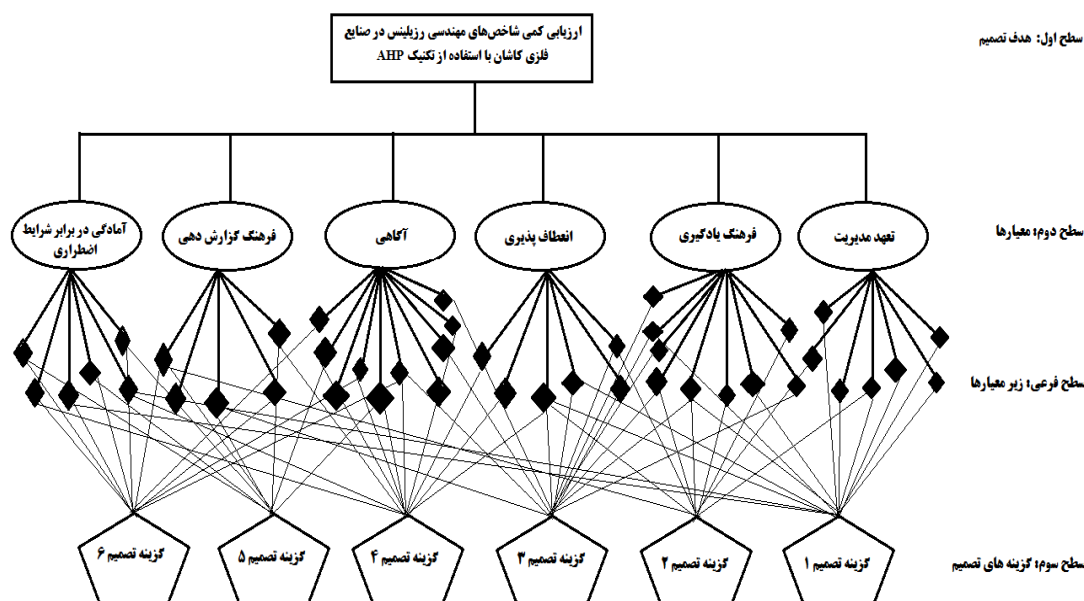 ارزیابی کمی شاخص‌های مهندسی رزیلینس در صنایع
فلزی کاشان با استفاده از تکنیک AHP
سطح اول: هدف تصمیم
سطح دوم: معیارها
تعهد مدیریت
فرهنگ یادگیری
انعطاف پذیری
آگاهی
فرهنگ گزارش دهی
آمادگی در برابر شرایط
اضطراری
سطح فرعی: زیر معیارها
سطح سوم: گزینه های تصمیم
گزینه تصمیم ۱
گزینه تصمیم ۲
گزینه تصمیم ۳
گزینه تصمیم ۴
گزینه تصمیم ۵
گزینه تصمیم ۶